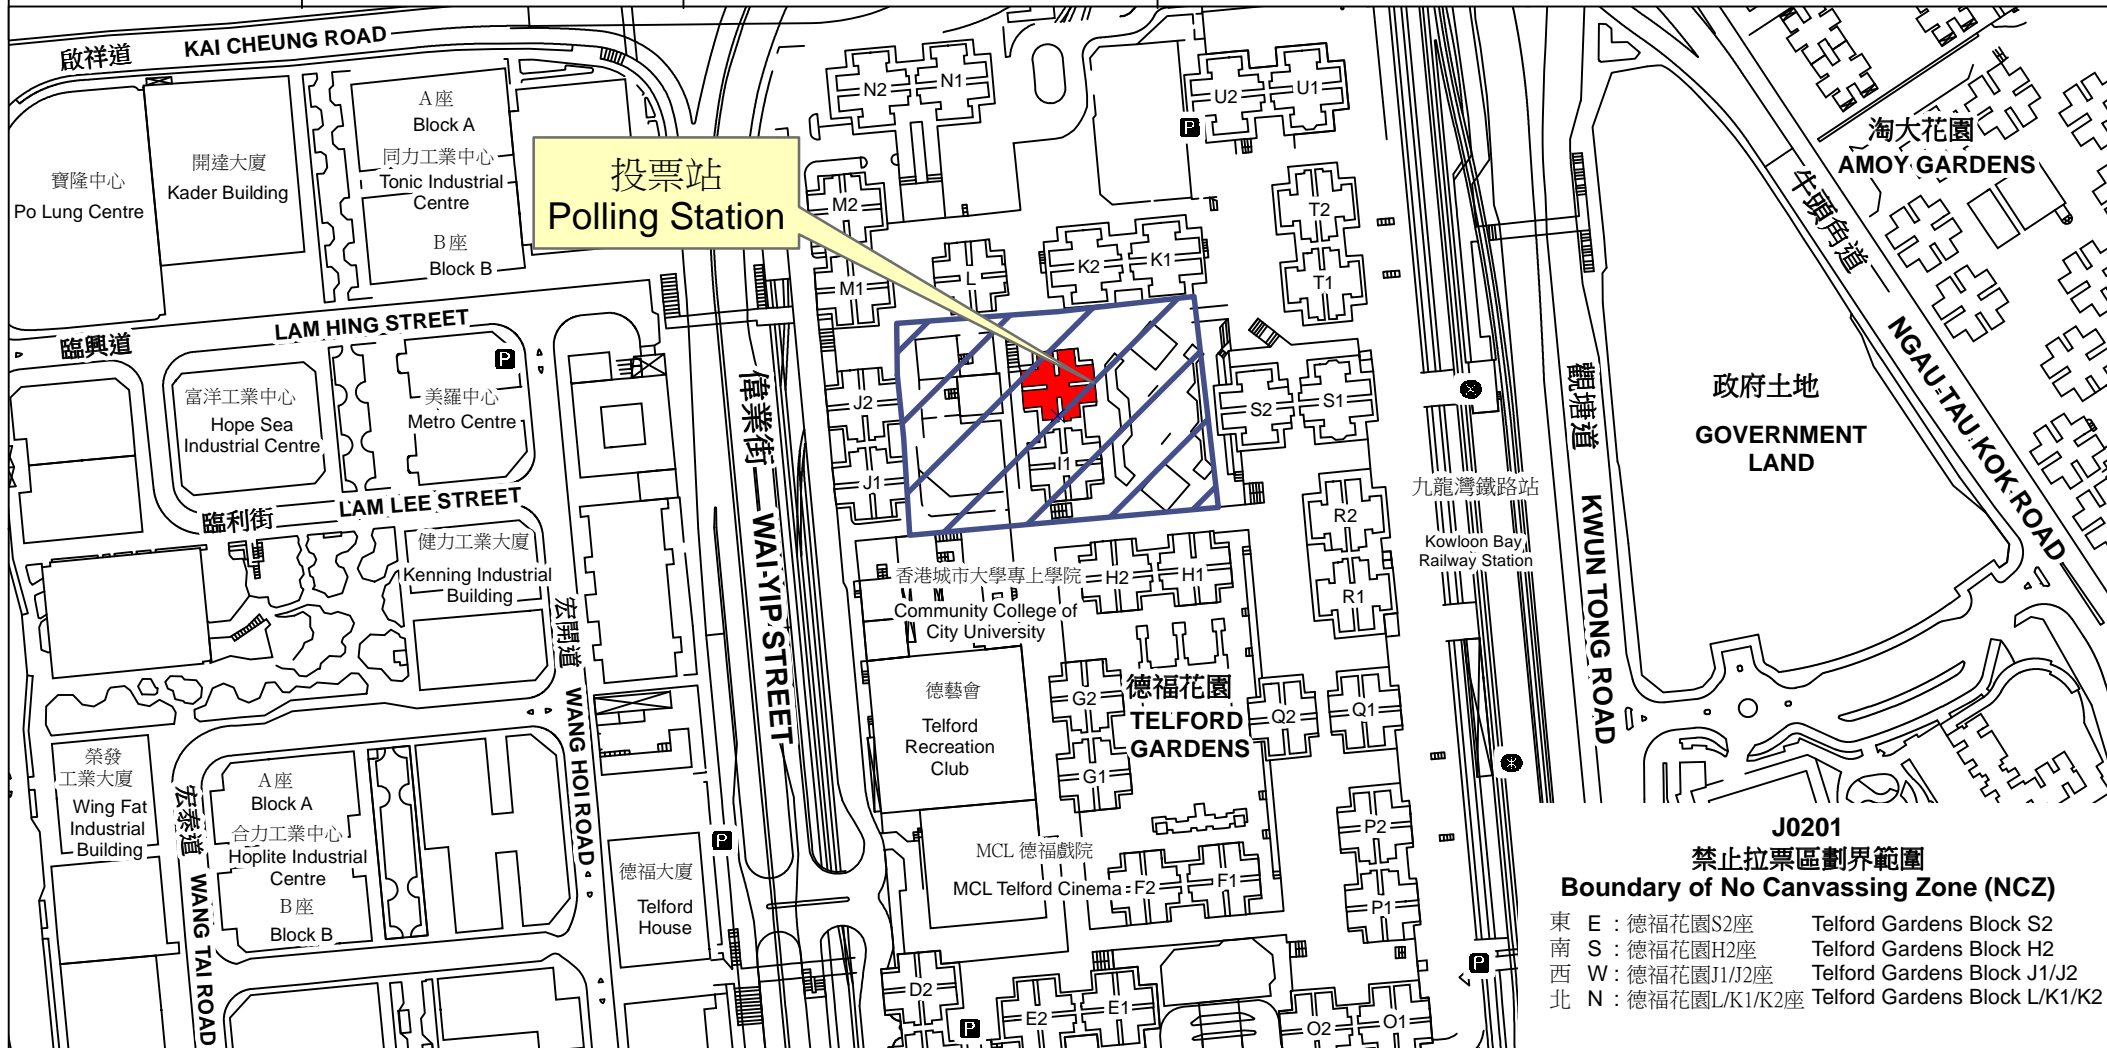 啟祥道 KAI CHEUNG ROAD
寶隆中心
Po Lung Centre
開達大廈
Kader Building
A座
Block A
同力工業中心
Tonic Industrial
Centre
B座
Block B
投票站
Polling Station
N2
N1
U2
U1
P
淘大花園
AMOY GARDENS
牛頭角道
NGAU TAU KOK ROAD
M2
M1
L
K2
K1
T2
T1
臨興道
LAM HING STREET
P
富洋工業中心
Hope Sea
Industrial Centre
美羅中心
Metro Centre
偉業街
WAI YIP STREET
J2
J1
I1
S2
S1
觀塘道
KWUN TONG ROAD
政府土地
GOVERNMENT
LAND
臨利街
LAM LEE STREET
健力工業大廈
Kenning Industrial
Building
九龍灣鐵路站
Kowloon Bay
Railway Station
R2
R1
香港城市大學專上學院
Community College of
City University
H2
H1
宏開道
WANG HOI ROAD
德藝會
Telford
Recreation
Club
G2
G1
德福花園
TELFORD
GARDENS
Q2
Q1
榮發
工業大廈
Wing Fat
Industrial
Building
宏泰道
WANG TAI ROAD
A座
Block A
合力工業中心
Hoplite Industrial
Centre
B座
Block B
德福大廈
Telford
House
P
MCL 德福戲院
MCL Telford Cinema
F2
F1
P2
P1
D2
E2
E1
O2
O1
P
P
J0201
禁止拉票區劃界範圍
Boundary of No Canvassing Zone (NCZ)
東 E : 德福花園S2座 Telford Gardens Block S2
南 S : 德福花園H2座 Telford Gardens Block H2
西 W : 德福花園J1/J2座 Telford Gardens Block J1/J2
北 N : 德福花園L/K1/K2座 Telford Gardens Block L/K1/K2